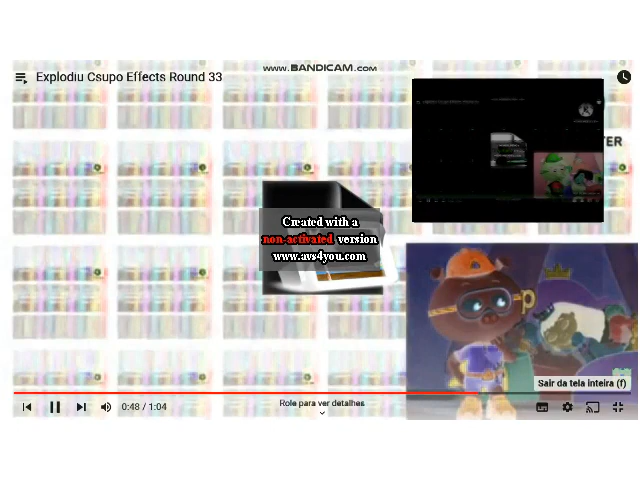 www.BANDICAM.com
Explodiu Csupo Effects Round 33
TER
Created with a
non-activated version
www.avs4you.com
Sair da tela inteira (f)
0:48 / 1:04
Role para ver detalhes